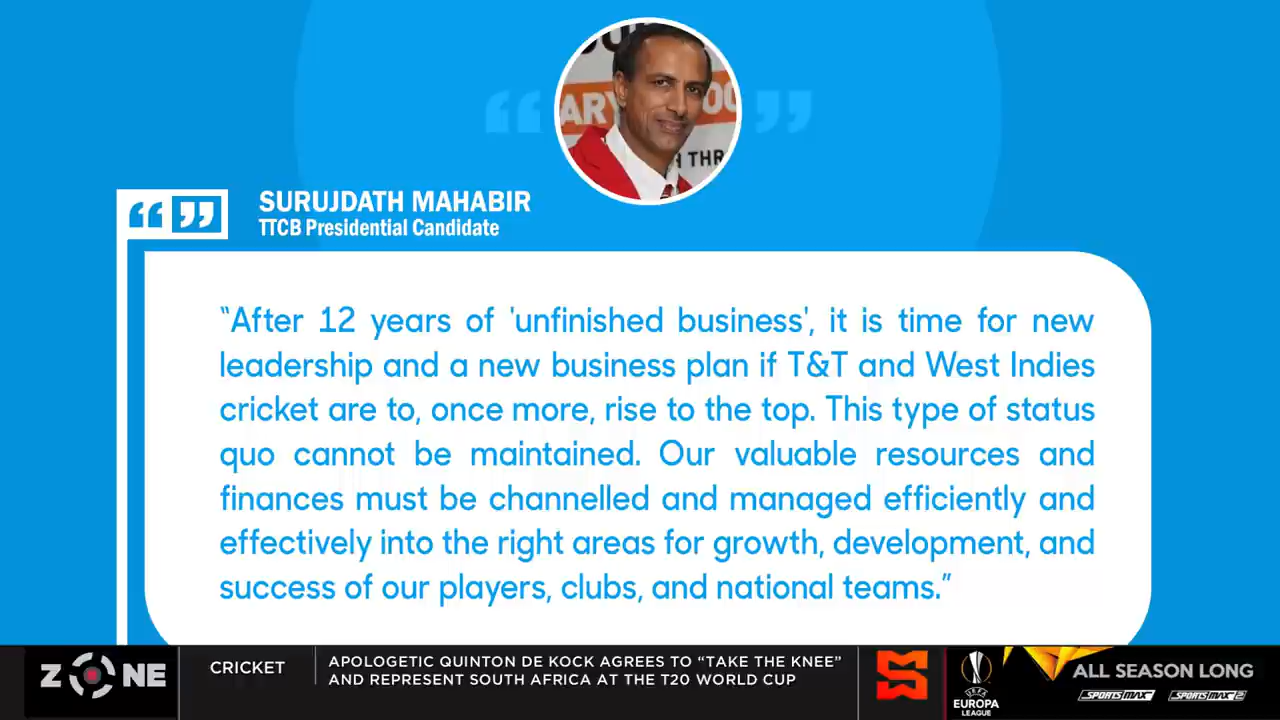 ARY
OO
H THR
SURUJDATH MAHABIR
TTCB Presidential Candidate
“After 12 years of 'unfinished business', it is time for new
leadership and a new business plan if T&T and West Indies
cricket are to, once more, rise to the top. This type of status
quo cannot be maintained. Our valuable resources and
finances must be channelled and managed efficiently and
effectively into the right areas for growth, development, and
success of our players, clubs, and national teams.”
ZONE
CRICKET
APOLOGETIC QUINTON DE KOCK AGREES TO “TAKE THE KNEE”
AND REPRESENT SOUTH AFRICA AT THE T20 WORLD CUP
UEFA
EUROPA
LEAGUE
ALL SEASON LONG
SPORTSMAX
SPORTSMAX 2